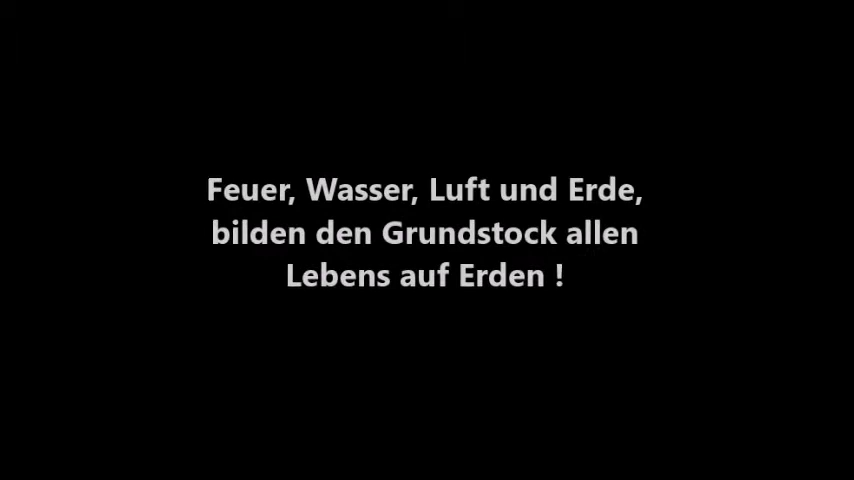 Feuer, Wasser, Luft und Erde,
bilden den Grundstock allen
Lebens auf Erden !